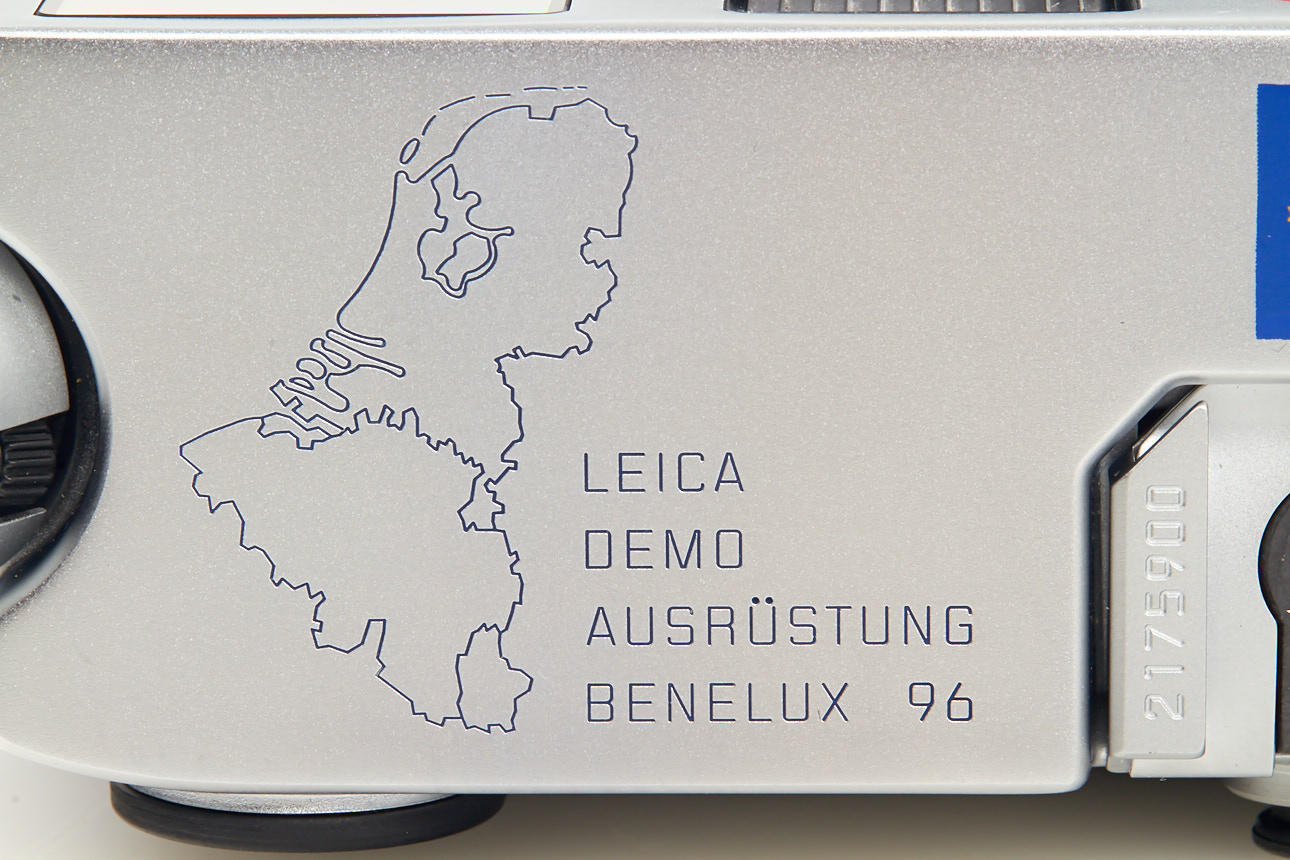 LEICA
DEMO
AUSRÜSTUNG
BENELUX 96
2175900